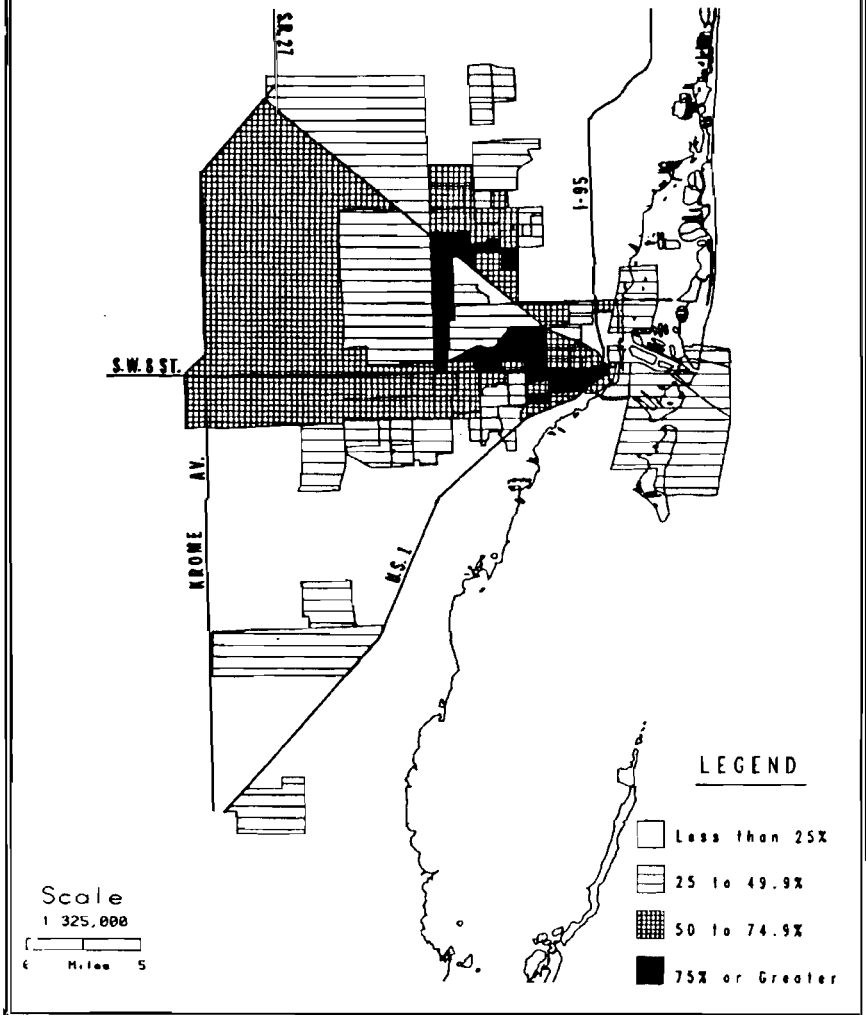 S.R. 27
I-95
S.W. 8 ST.
KROME AV.
U.S. 1
LEGEND
Less than 25%
25 to 49.9%
50 to 74.9%
75% or Greater
Scale
1 325,000
Miles 5